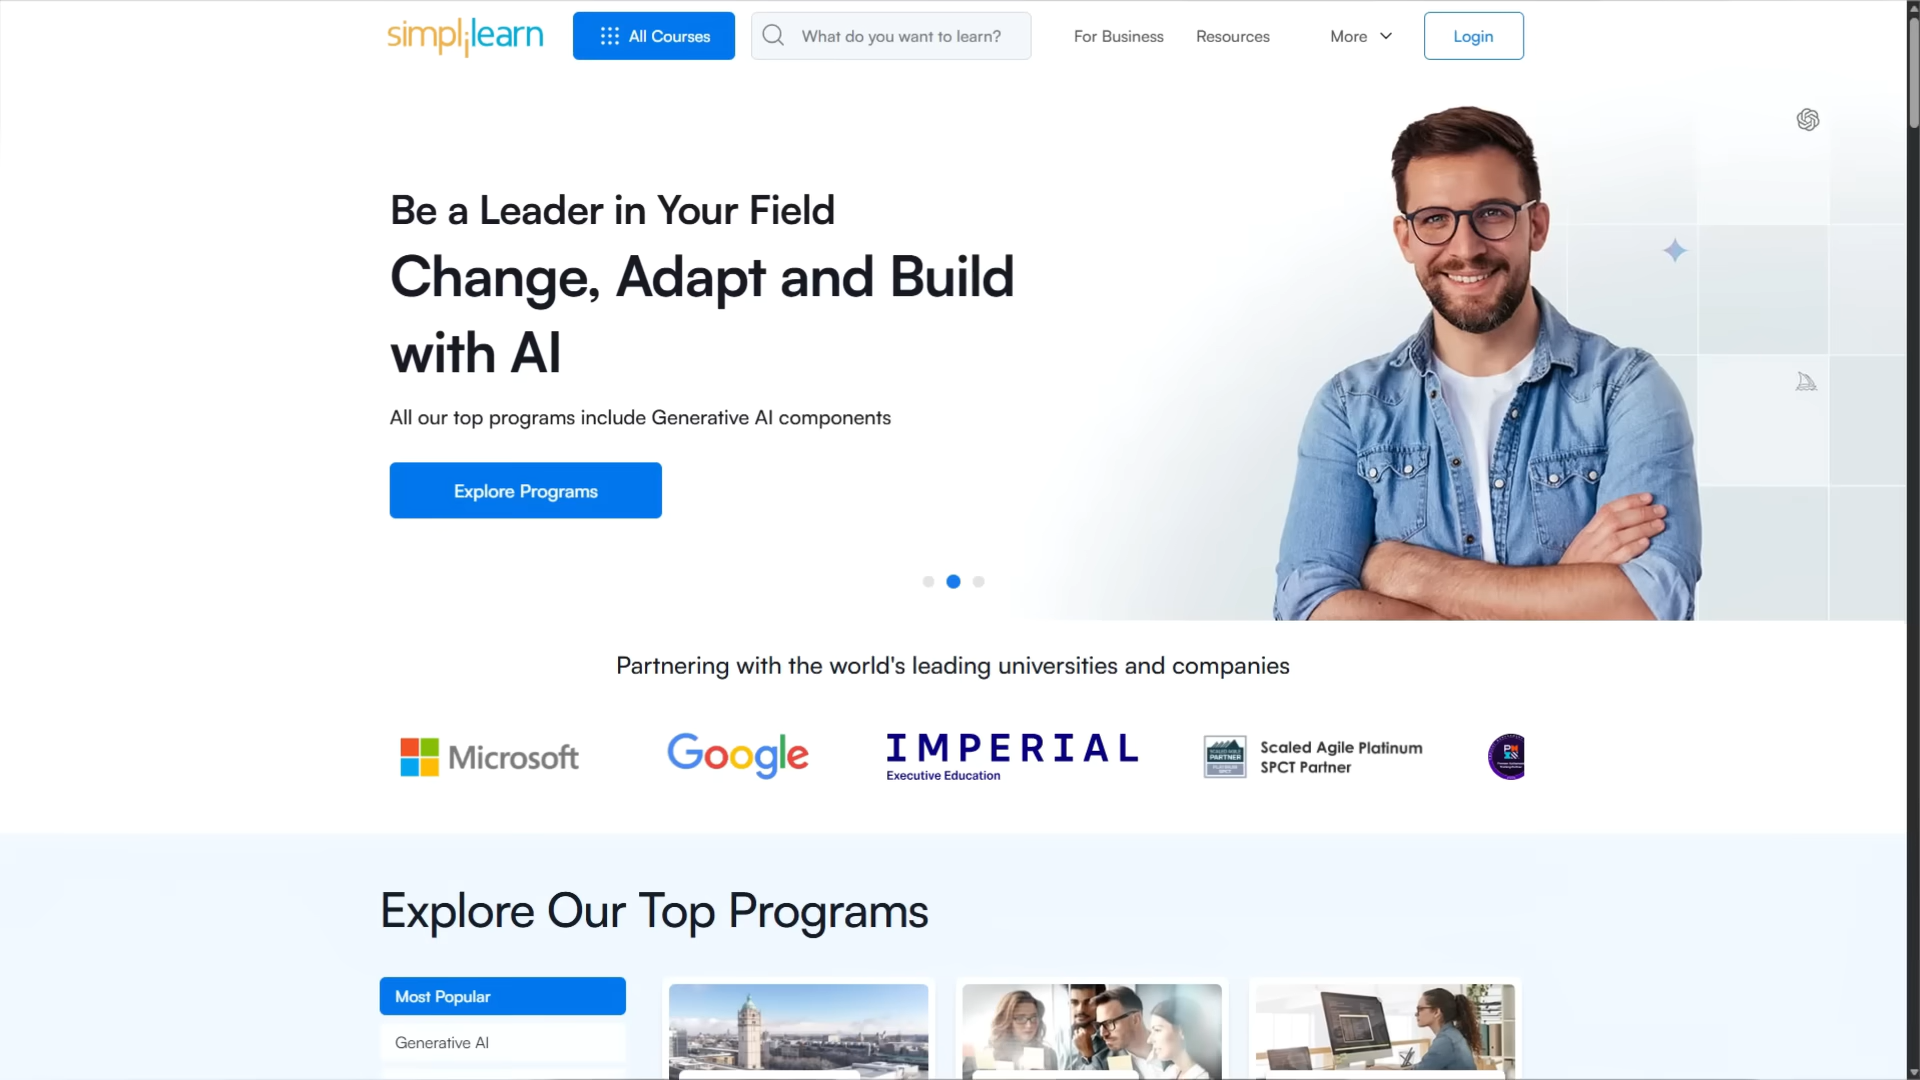 simplilearn
All Courses
What do you want to learn?
For Business
Resources
More
Login
Be a Leader in Your Field
Change, Adapt and Build
with AI
All our top programs include Generative AI components
Explore Programs
Partnering with the world's leading universities and companies
Microsoft
Google
IMPERIAL
Executive Education
Scaled Agile Platinum
SPCT Partner
Explore Our Top Programs
Most Popular
Generative AI